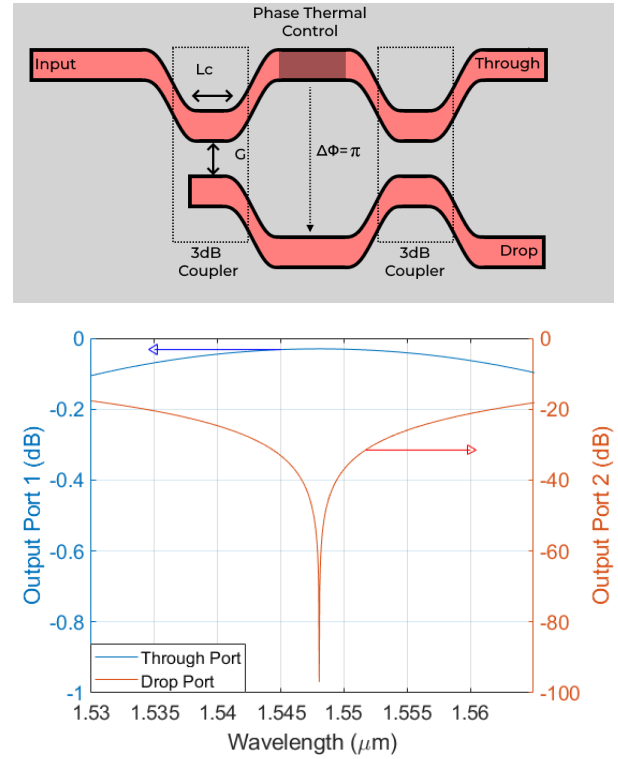 Phase Thermal
Control
Input
Lc
Through
G
ΔΦ=π
3dB
Coupler
3dB
Coupler
Drop
0
-0.2
-0.4
-0.6
-0.8
-1
Output Port 1 (dB)
0
-20
-40
-60
-80
-100
Output Port 2 (dB)
Through Port
Drop Port
1.53
1.535
1.54
1.545
1.55
1.555
1.56
Wavelength (μm)